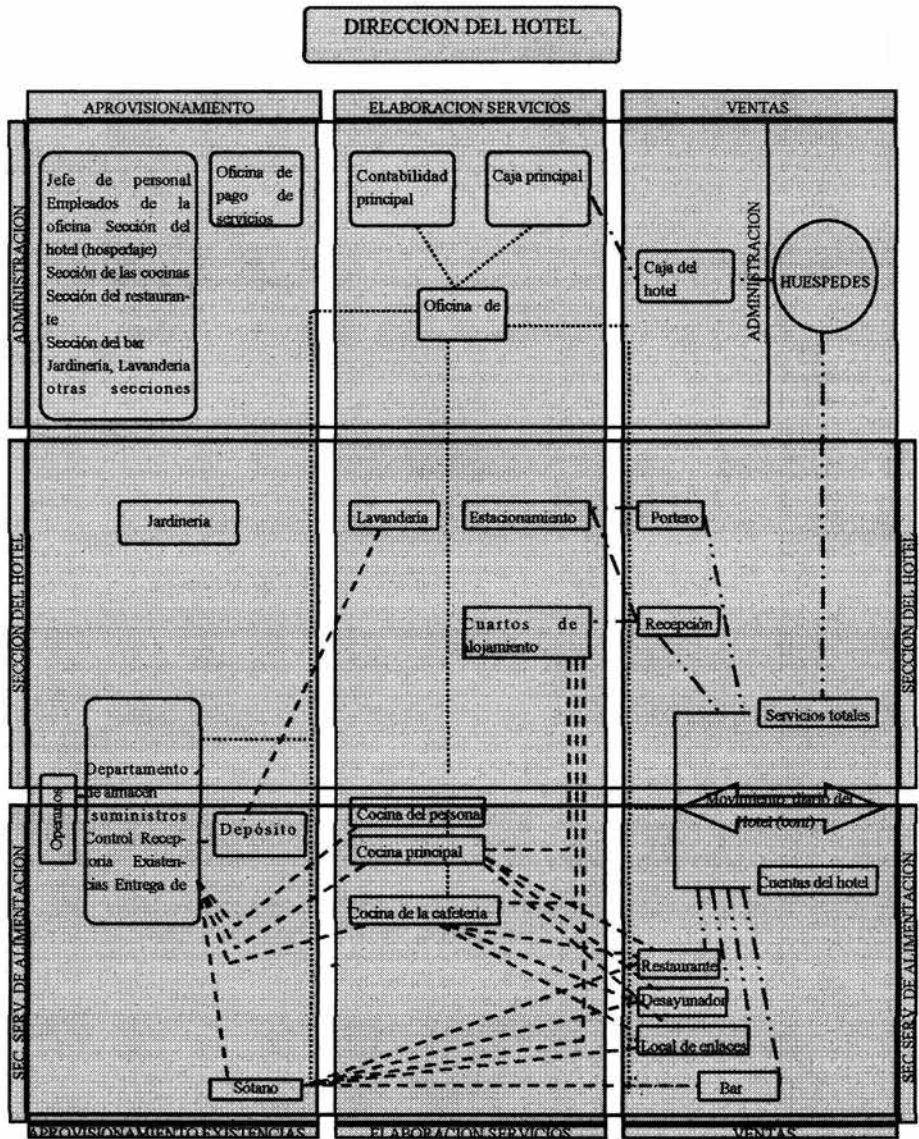 DIRECCION DEL HOTEL
APROVISIONAMIENTO
ELABORACION SERVICIOS
VENTAS
ADMINISTRACION
Jefe de personal
Empleados de la
oficina Sección del
hotel (hospedaje)
Sección de las cocinas
Sección del restauran-
te
Sección del bar
Jardinería, Lavandería
otras secciones
Oficina de
pago de
servicios
Contabilidad
principal
Caja principal
Oficina de
Caja del
hotel
ADMINISTRACION
HUESPEDES
SECCION DEL HOTEL
Jardinería
Lavandería
Estacionamiento
Portero
Cuartos de
alojamiento
Recepción
SECCION DEL HOTEL
Servicios totales
Operarios
Departamento
de armacén
(suministros
Control Recep-
toria Existen-
cias Entrega de
Depósito
Movimiento diario del
Hotel (cont)
SEC. SERV. DE ALIMENTACION
Cocina del personal
Cocina principal
Cocina de la cafetería
Cuentas del hotel
Restaurante
Desayunador
Local de enlaces
Sótano
Bar
SEC. SERV. DE ALIMENTACION
APROVISIONAMIENTO EXISTENCIAS
ELABORACION SERVICIOS
VENTAS